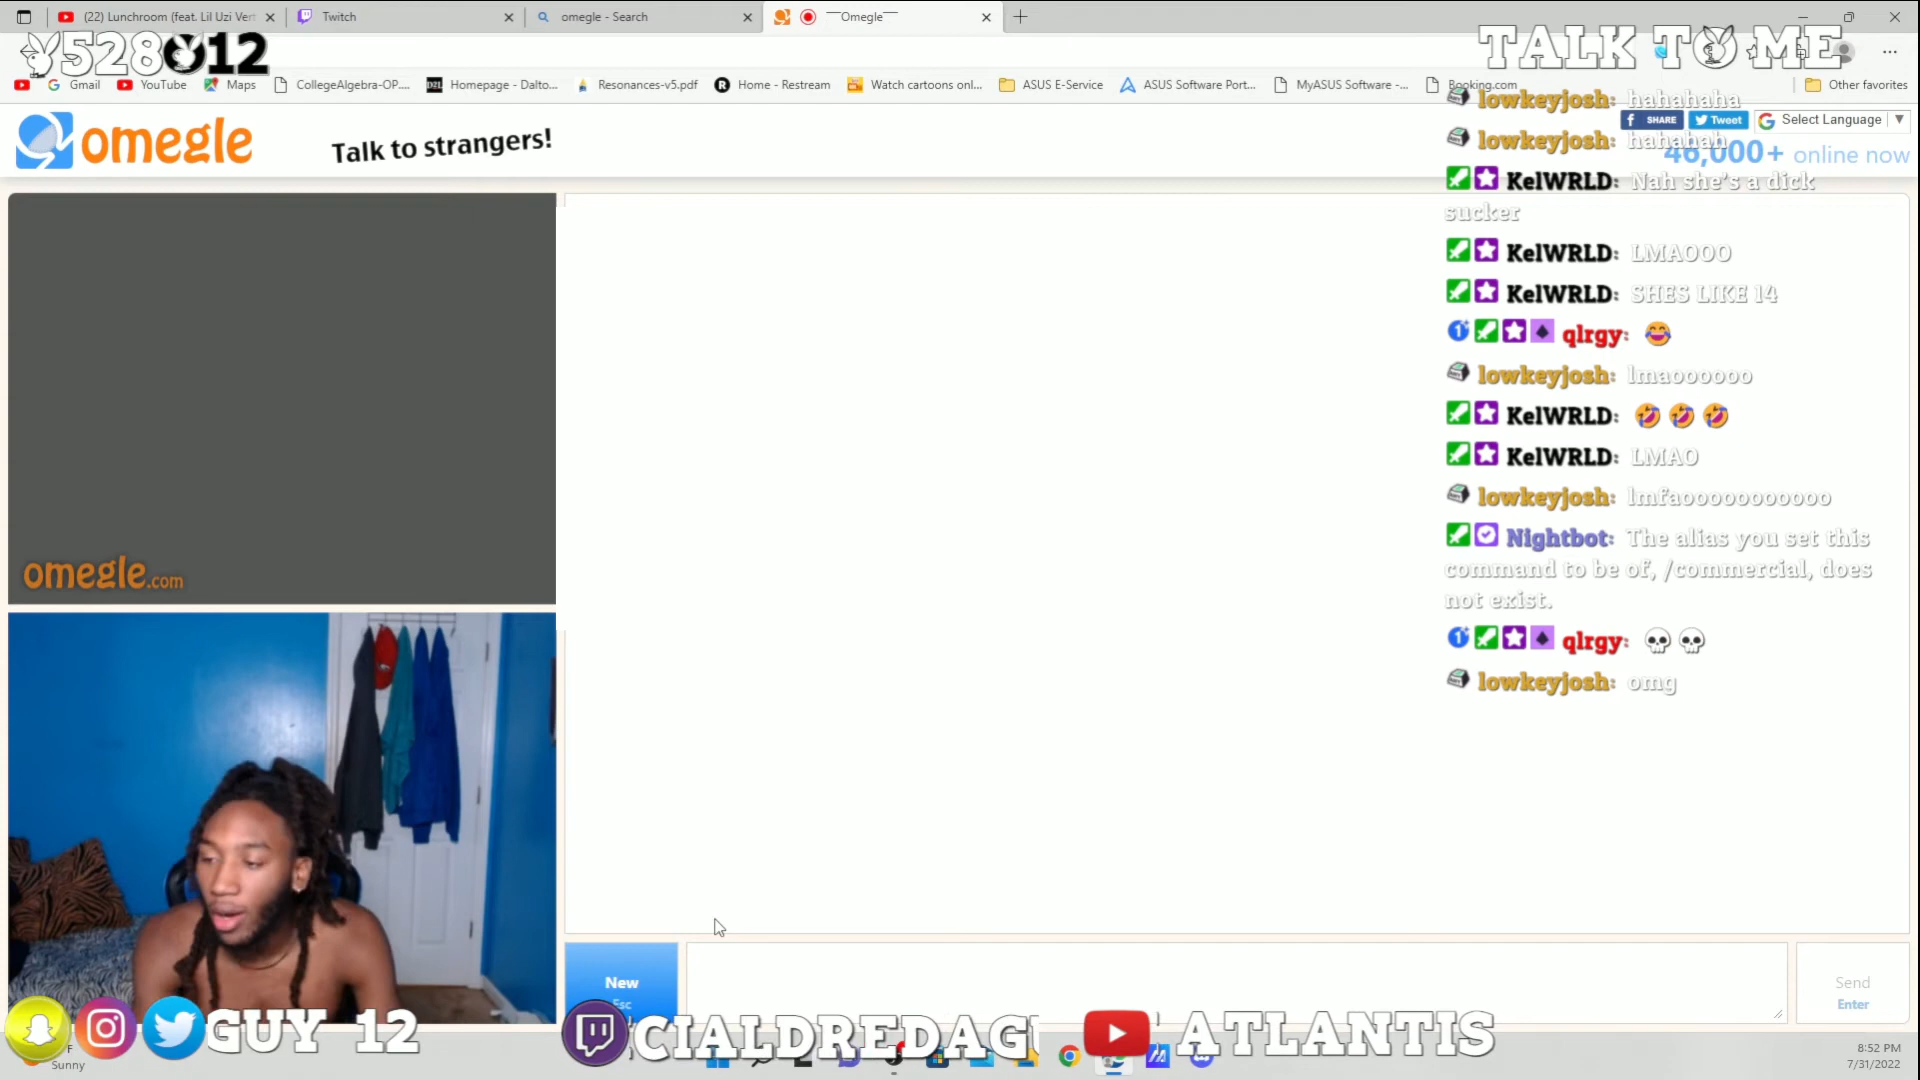 (22) Lunchroom (feat. Lil Uzi Ver
Twitch
omegle - Search
Omegle
528 12
TALK TO ME
Gmail
YouTube
Maps
CollegeAlgebra-OP....
D2L
Homepage - Dalto...
Resonances-v5.pdf
Home - Restream
Watch cartoons onl...
ASUS E-Service
ASUS Software Port...
MyASUS Software -...
Booking.com
Other favorites
omegle
Talk to strangers!
SHARE
Tweet
Select Language
46,000+ online now
lowkeyjosh: hahahaha
lowkeyjosh: hahahah
KelWRLD: Nah she's a dick
sucker
KelWRLD: LMAOOO
KelWRLD: SHES LIKE 14
qlrgy: 😂
lowkeyjosh: lmaoooooo
KelWRLD: 🤣 🤣 🤣
KelWRLD: LMAO
lowkeyjosh: lmfaooooooooooo
Nightbot: The alias you set this
command to be of, /commercial, does
not exist.
qlrgy: 💀 💀
lowkeyjosh: omg
omegle.com
New
Esc
Send
Enter
GUY 12
CIALDREDAG
ATLANTIS
Sunny
8:52 PM
7/31/2022